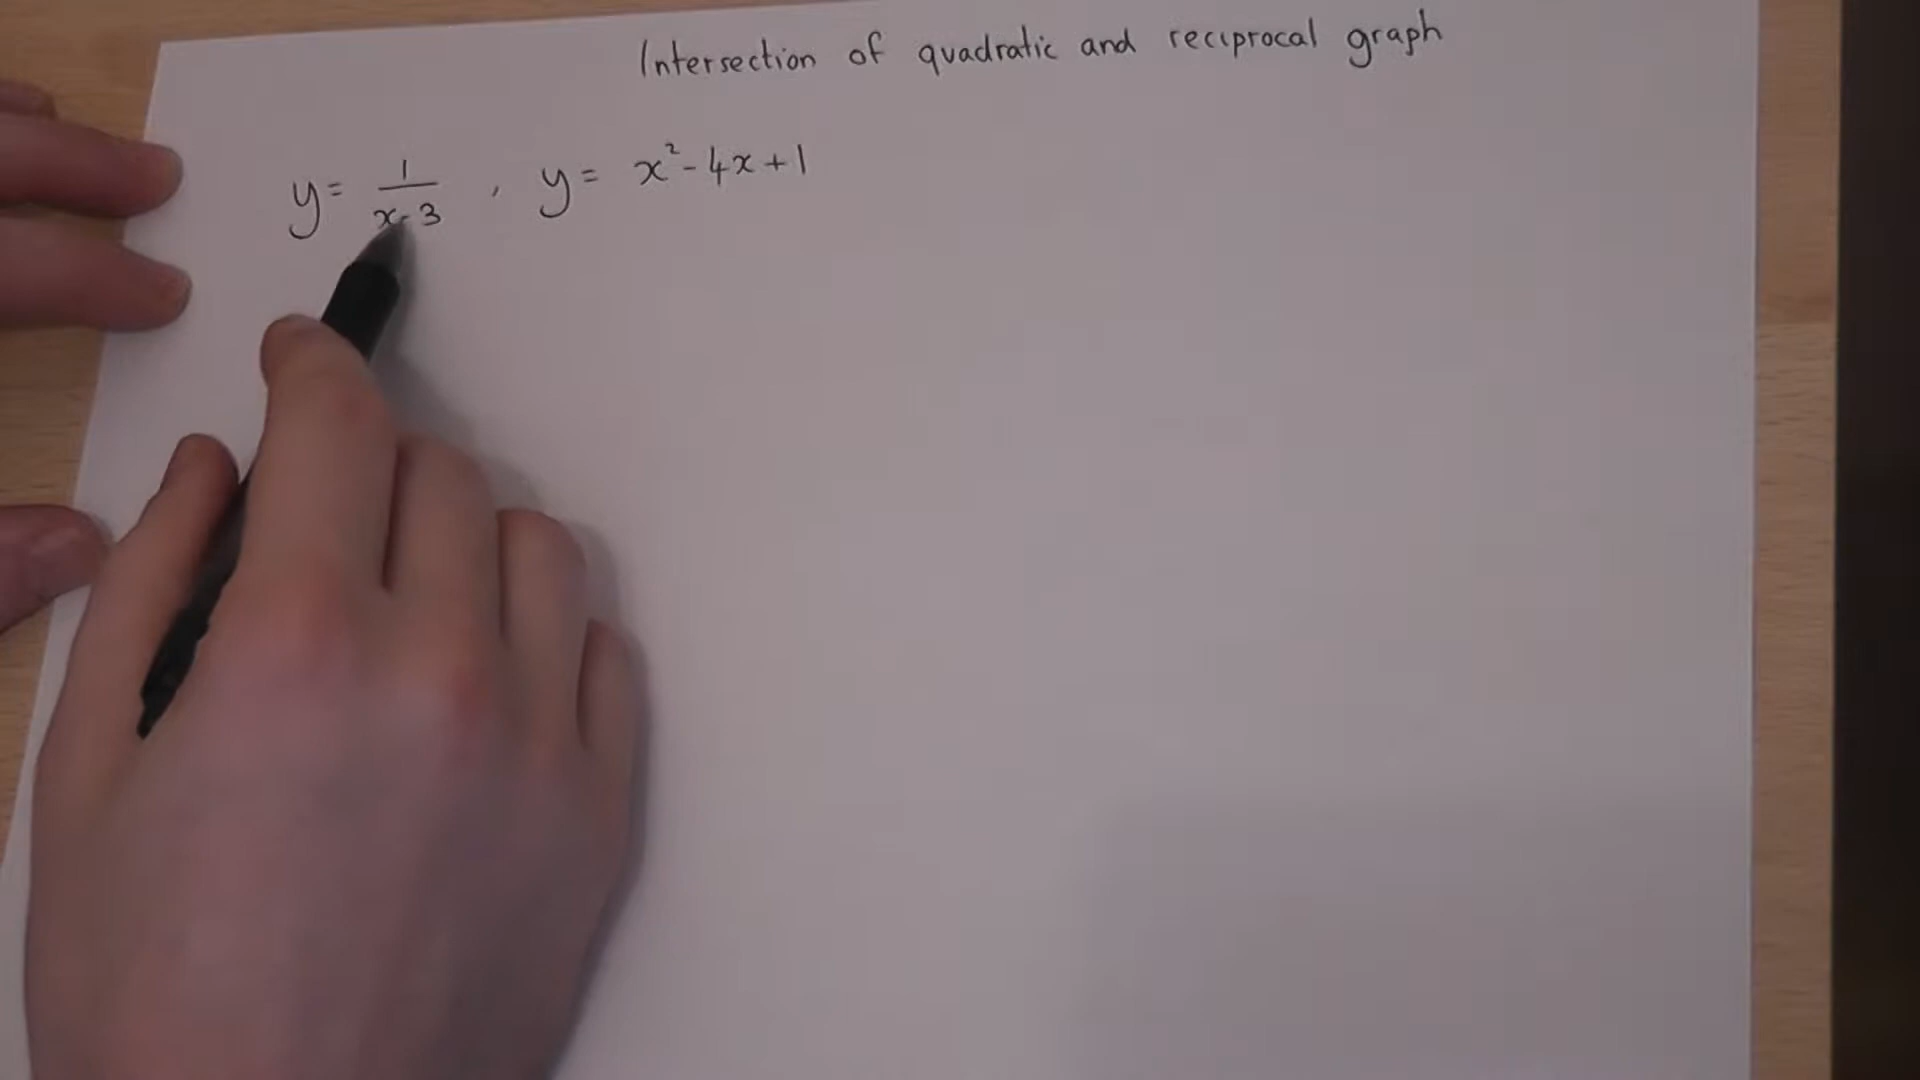 Intersection of quadratic and reciprocal graph
y = 1/(x-3) , y = x² - 4x + 1